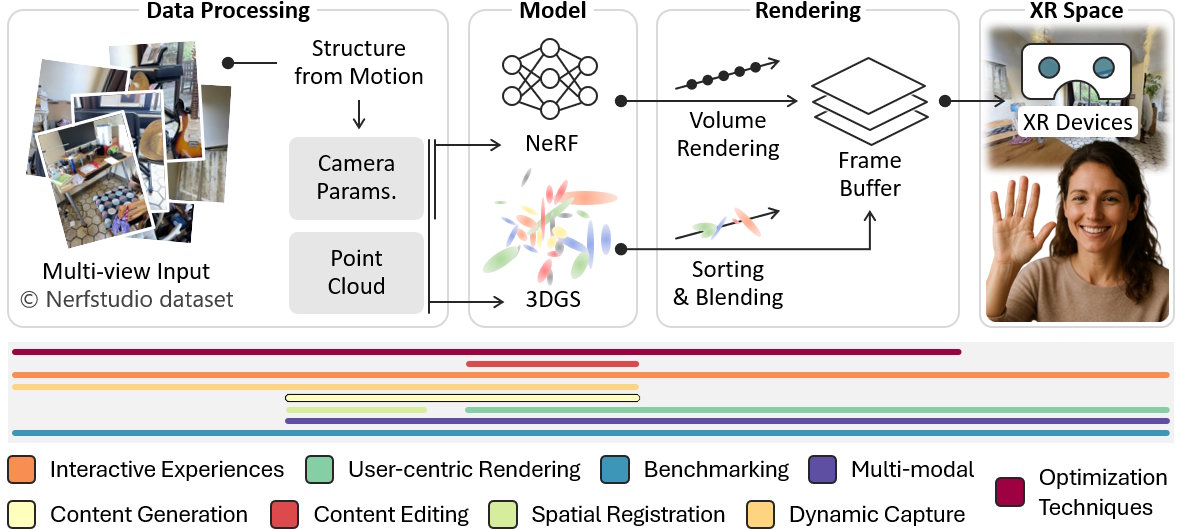 Data Processing
Model
Rendering
XR Space
Structure
from Motion
Camera
Params.
Point
Cloud
Multi-view Input
© Nerfstudio dataset
NeRF
3DGS
Volume
Rendering
Sorting
& Blending
Frame
Buffer
XR Devices
Interactive Experiences
User-centric Rendering
Benchmarking
Multi-modal
Optimization
Techniques
Content Generation
Content Editing
Spatial Registration
Dynamic Capture